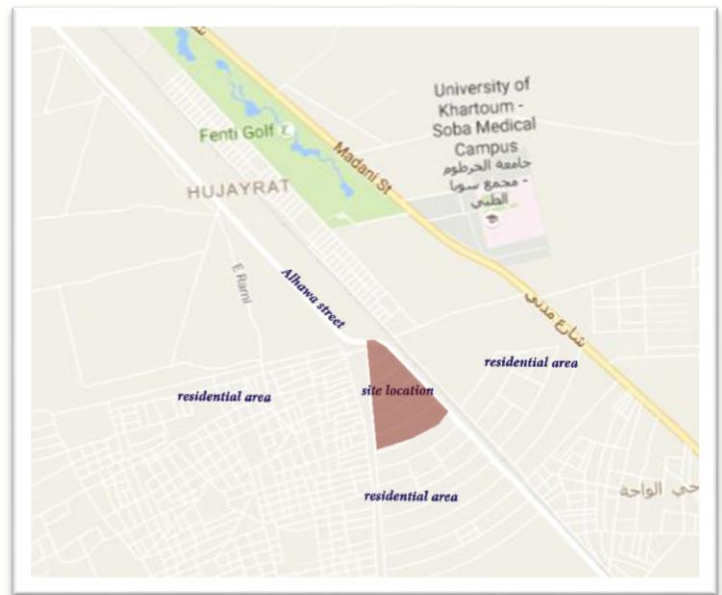 University of
Khartoum -
Soba Medical
Campus
جامعة الخرطوم
- مجمع سوبا
الطبي
Fenti Golf
Madani St
HUJAYRAT
E Rami
Alhawa street
شارع مدني
residential area
site location
residential area
residential area
حي الواحة